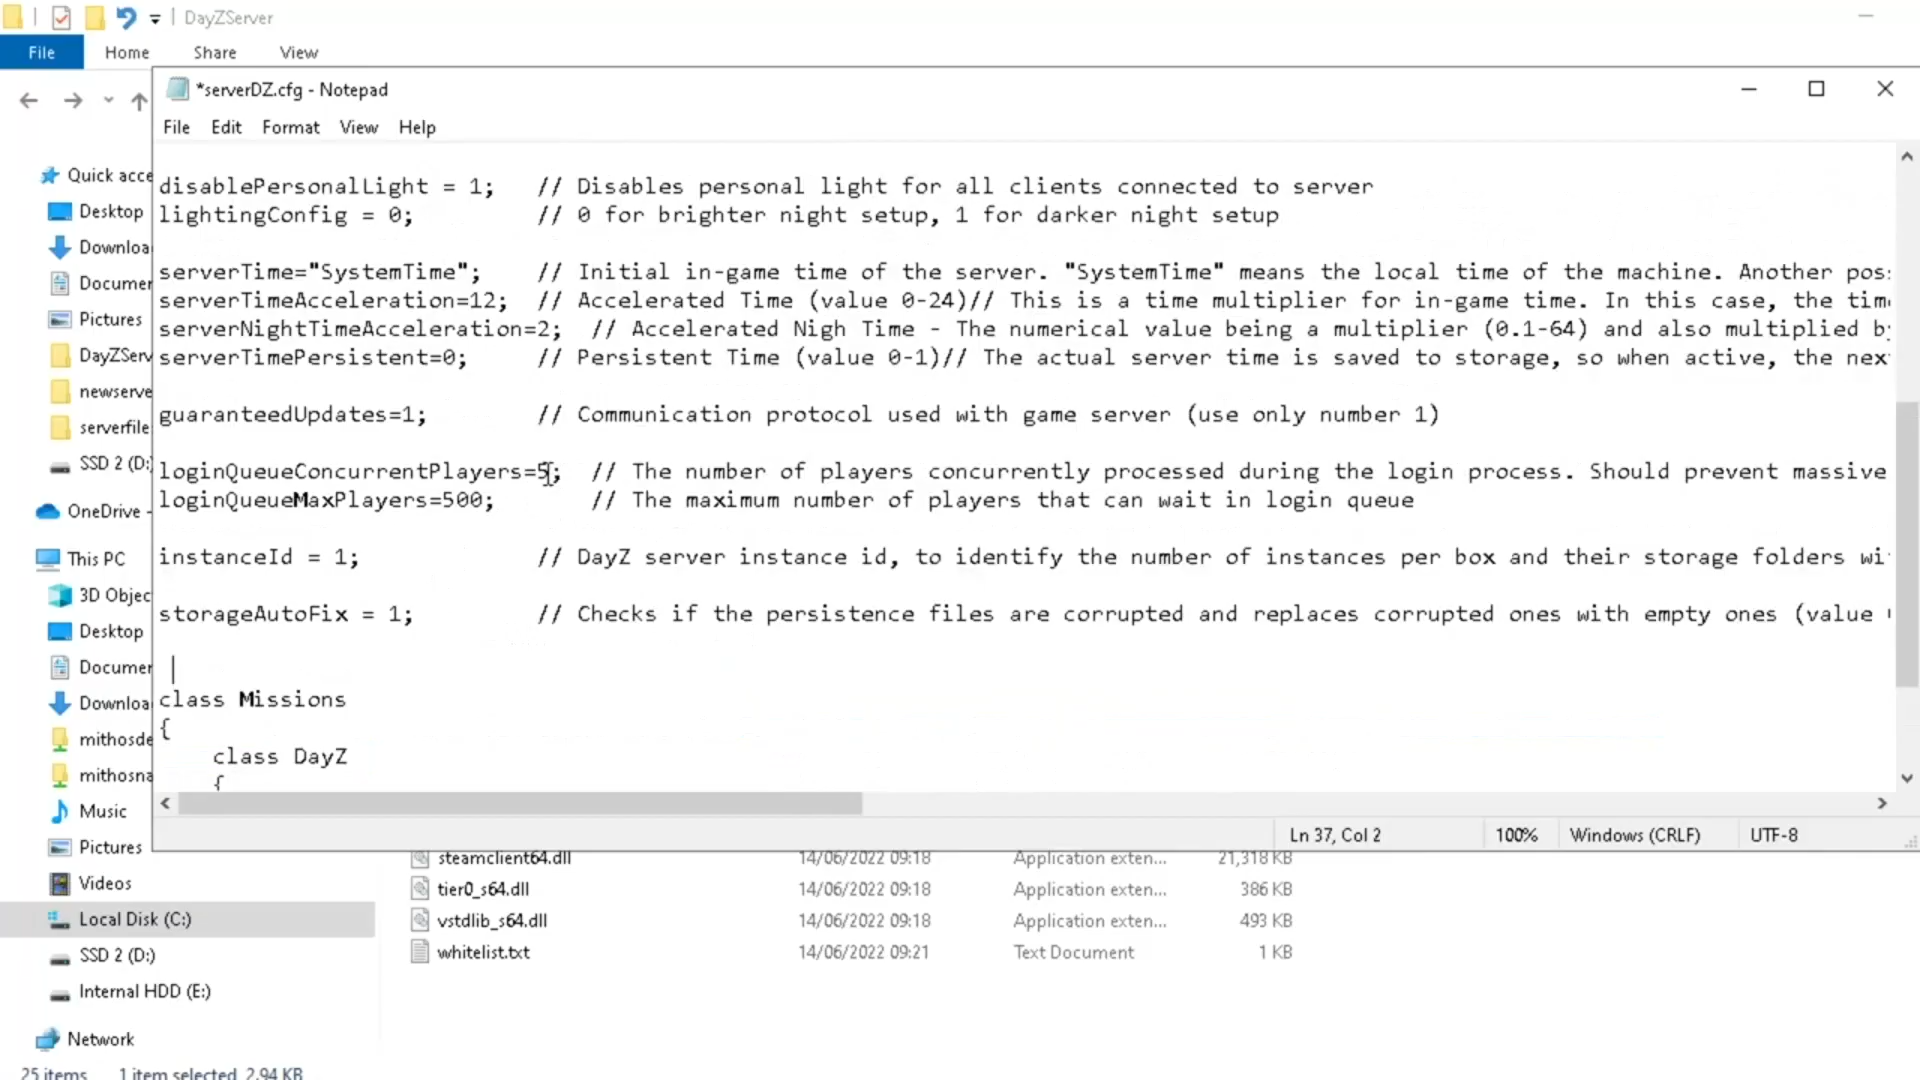 DayZServer
File Home Share View
*serverDZ.cfg - Notepad
File Edit Format View Help
Quick acce
Desktop
Downloa
Documer
Pictures
DayZServ
newserve
serverfile
SSD 2 (D:)
OneDrive -
This PC
3D Objec
Desktop
Documer
Downloa
mithosde
mithosna
Music
Pictures
Videos
Local Disk (C:)
SSD 2 (D:)
Internal HDD (E:)
Network
disablePersonalLight = 1; // Disables personal light for all clients connected to server
lightingConfig = 0; // 0 for brighter night setup, 1 for darker night setup
serverTime="SystemTime"; // Initial in-game time of the server. "SystemTime" means the local time of the machine. Another pos
serverTimeAcceleration=12; // Accelerated Time (value 0-24)// This is a time multiplier for in-game time. In this case, the tim
serverNightTimeAcceleration=2; // Accelerated Nigh Time - The numerical value being a multiplier (0.1-64) and also multiplied b
serverTimePersistent=0; // Persistent Time (value 0-1)// The actual server time is saved to storage, so when active, the nex
guaranteedUpdates=1; // Communication protocol used with game server (use only number 1)
loginQueueConcurrentPlayers=5; // The number of players concurrently processed during the login process. Should prevent massive
loginQueueMaxPlayers=500; // The maximum number of players that can wait in login queue
instanceId = 1; // DayZ server instance id, to identify the number of instances per box and their storage folders wi
storageAutoFix = 1; // Checks if the persistence files are corrupted and replaces corrupted ones with empty ones (value
class Missions
{
class DayZ
{
Ln 37, Col 2 100% Windows (CRLF) UTF-8
steamclient64.dll 14/06/2022 09:18 Application exten... 21,318 KB
tier0_s64.dll 14/06/2022 09:18 Application exten... 386 KB
vstdlib_s64.dll 14/06/2022 09:18 Application exten... 493 KB
whitelist.txt 14/06/2022 09:21 Text Document 1 KB
25 items 1 item selected 2.94 KB